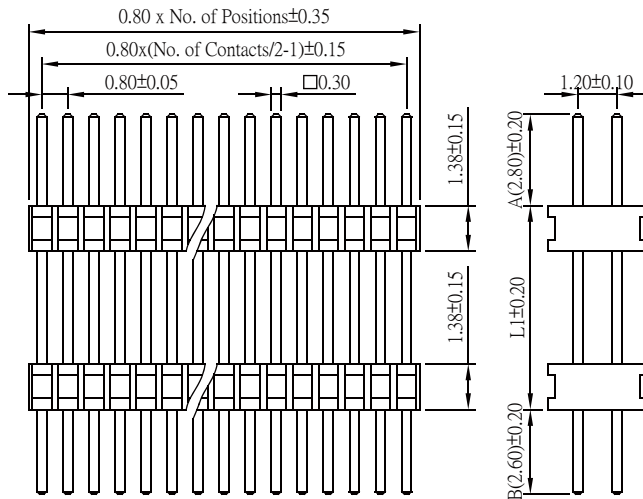 0.80 x No. of Positions±0.35
0.80x(No. of Contacts/2-1)±0.15
0.80±0.05
□0.30
1.20±0.10
1.38±0.15
A(2.80)±0.20
1.38±0.15
L1±0.20
B(2.60)±0.20